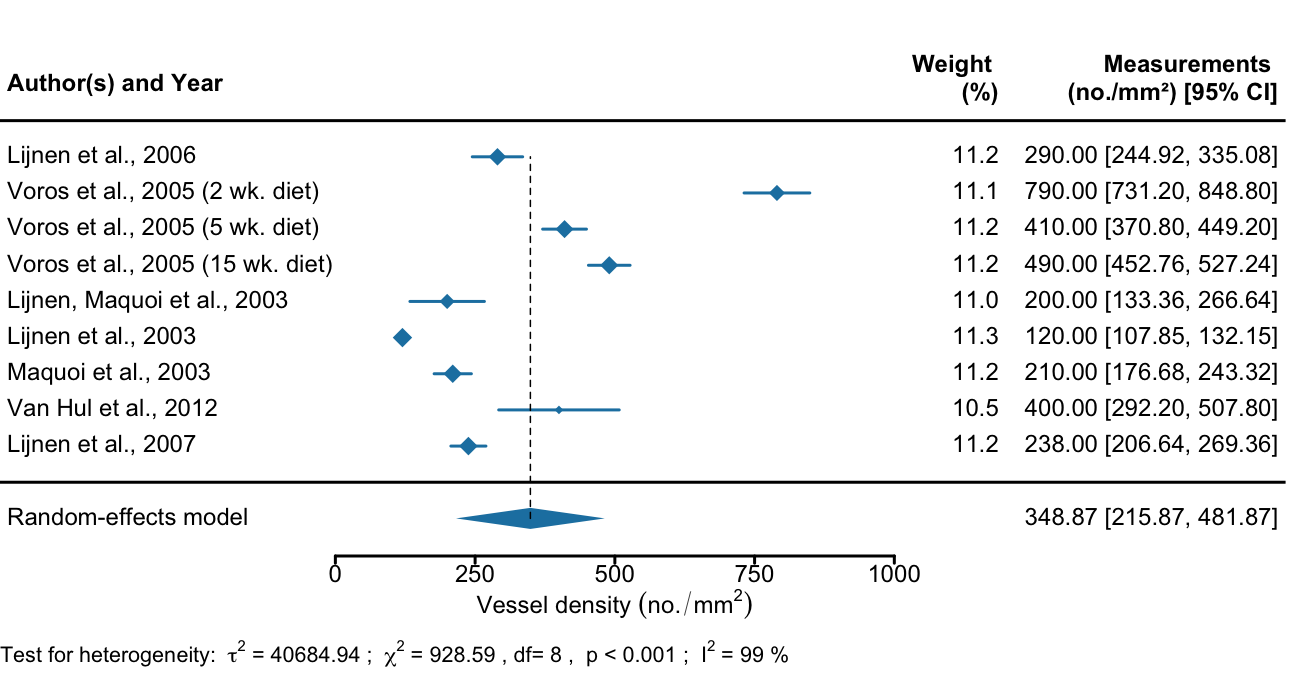 Author(s) and Year Weight (%) Measurements (no./mm²) [95% CI]
Lijnen et al., 2006 11.2 290.00 [244.92, 335.08]
Voros et al., 2005 (2 wk. diet) 11.1 790.00 [731.20, 848.80]
Voros et al., 2005 (5 wk. diet) 11.2 410.00 [370.80, 449.20]
Voros et al., 2005 (15 wk. diet) 11.2 490.00 [452.76, 527.24]
Lijnen, Maquoi et al., 2003 11.0 200.00 [133.36, 266.64]
Lijnen et al., 2003 11.3 120.00 [107.85, 132.15]
Maquoi et al., 2003 11.2 210.00 [176.68, 243.32]
Van Hul et al., 2012 10.5 400.00 [292.20, 507.80]
Lijnen et al., 2007 11.2 238.00 [206.64, 269.36]
Random-effects model 348.87 [215.87, 481.87]
0 250 500 750 1000
Vessel density (no./mm²)
Test for heterogeneity: τ² = 40684.94 ; χ² = 928.59 , df= 8 , p < 0.001 ; I² = 99 %